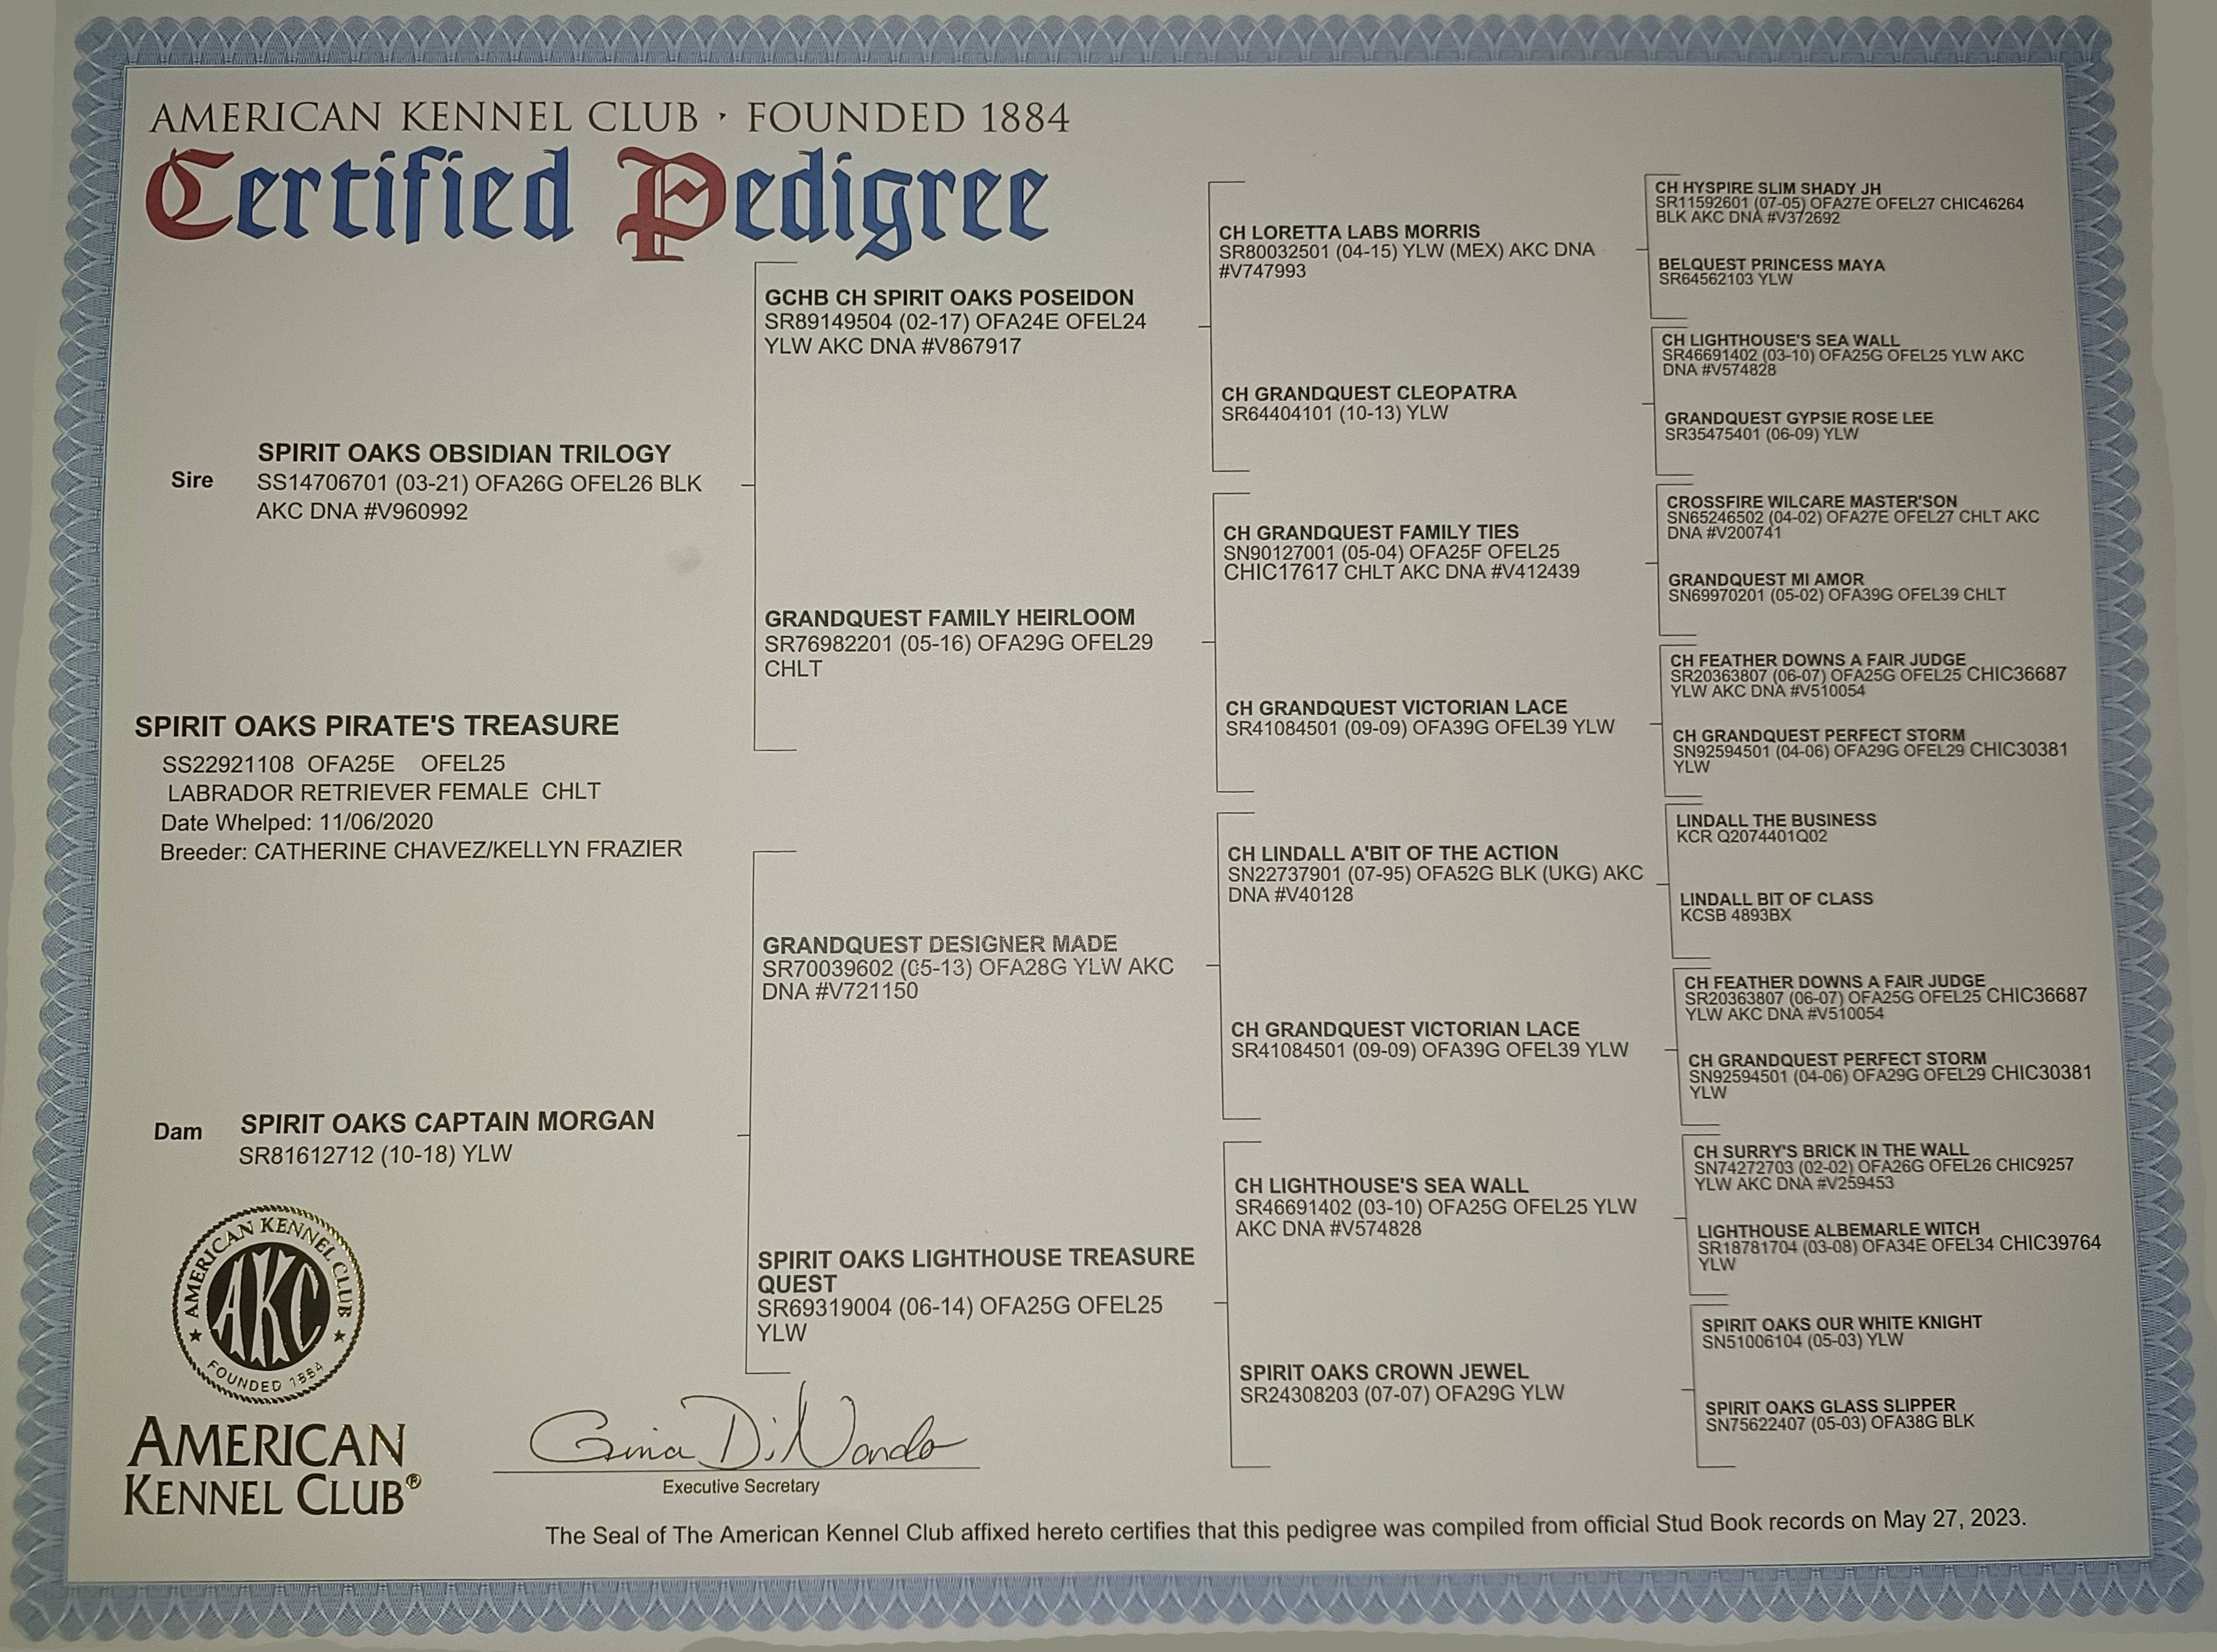 AMERICAN KENNEL CLUB · FOUNDED 1884
Certified Pedigree
Sire
SPIRIT OAKS OBSIDIAN TRILOGY
SS14706701 (03-21) OFA26G OFEL26 BLK
AKC DNA #V960992
SPIRIT OAKS PIRATE'S TREASURE
SS22921108 OFA25E OFEL25
LABRADOR RETRIEVER FEMALE CHLT
Date Whelped: 11/06/2020
Breeder: CATHERINE CHAVEZ/KELLYN FRAZIER
Dam
SPIRIT OAKS CAPTAIN MORGAN
SR81612712 (10-18) YLW
GCHB CH SPIRIT OAKS POSEIDON
SR89149504 (02-17) OFA24E OFEL24
YLW AKC DNA #V867917
GRANDQUEST FAMILY HEIRLOOM
SR76982201 (05-16) OFA29G OFEL29
CHLT
GRANDQUEST DESIGNER MADE
SR70039602 (05-13) OFA28G YLW AKC
DNA #V721150
SPIRIT OAKS LIGHTHOUSE TREASURE
QUEST
SR69319004 (06-14) OFA25G OFEL25
YLW
CH LORETTA LABS MORRIS
SR80032501 (04-15) YLW (MEX) AKC DNA
#V747993
CH GRANDQUEST CLEOPATRA
SR64404101 (10-13) YLW
CH GRANDQUEST FAMILY TIES
SN90127001 (05-04) OFA25F OFEL25
CHIC17617 CHLT AKC DNA #V412439
CH GRANDQUEST VICTORIAN LACE
SR41084501 (09-09) OFA39G OFEL39 YLW
CH LINDALL A'BIT OF THE ACTION
SN22737901 (07-95) OFA52G BLK (UKG) AKC
DNA #V40128
CH GRANDQUEST VICTORIAN LACE
SR41084501 (09-09) OFA39G OFEL39 YLW
CH LIGHTHOUSE'S SEA WALL
SR46691402 (03-10) OFA25G OFEL25 YLW
AKC DNA #V574828
SPIRIT OAKS CROWN JEWEL
SR24308203 (07-07) OFA29G YLW
CH HYSPIRE SLIM SHADY JH
SR11592601 (07-05) OFA27E OFEL27 CHIC46264
BLK AKC DNA #V372692
BELQUEST PRINCESS MAYA
SR64562103 YLW
CH LIGHTHOUSE'S SEA WALL
SR46691402 (03-10) OFA25G OFEL25 YLW AKC
DNA #V574828
GRANDQUEST GYPSIE ROSE LEE
SR35475401 (06-09) YLW
CROSSFIRE WILCARE MASTER'SON
SN65246502 (04-02) OFA27E OFEL27 CHLT AKC
DNA #V200741
GRANDQUEST MI AMOR
SN69970201 (05-02) OFA39G OFEL39 CHLT
CH FEATHER DOWNS A FAIR JUDGE
SR20363807 (06-07) OFA25G OFEL25 CHIC36687
YLW AKC DNA #V510054
CH GRANDQUEST PERFECT STORM
SN92594501 (04-06) OFA29G OFEL29 CHIC30381
YLW
LINDALL THE BUSINESS
KCR Q2074401Q02
LINDALL BIT OF CLASS
KCSB 4893BX
CH FEATHER DOWNS A FAIR JUDGE
SR20363807 (06-07) OFA25G OFEL25 CHIC36687
YLW AKC DNA #V510054
CH GRANDQUEST PERFECT STORM
SN92594501 (04-06) OFA29G OFEL29 CHIC30381
YLW
CH SURRY'S BRICK IN THE WALL
SN74272703 (02-02) OFA26G OFEL26 CHIC9257
YLW AKC DNA #V259453
LIGHTHOUSE ALBEMARLE WITCH
SR18781704 (03-08) OFA34E OFEL34 CHIC39764
YLW
SPIRIT OAKS OUR WHITE KNIGHT
SN51006104 (05-03) YLW
SPIRIT OAKS GLASS SLIPPER
SN75622407 (05-03) OFA38G BLK
AMERICAN KENNEL CLUB
AKC
FOUNDED 1884
AMERICAN
KENNEL CLUB®
Gina DiNardo
Executive Secretary
The Seal of The American Kennel Club affixed hereto certifies that this pedigree was compiled from official Stud Book records on May 27, 2023.